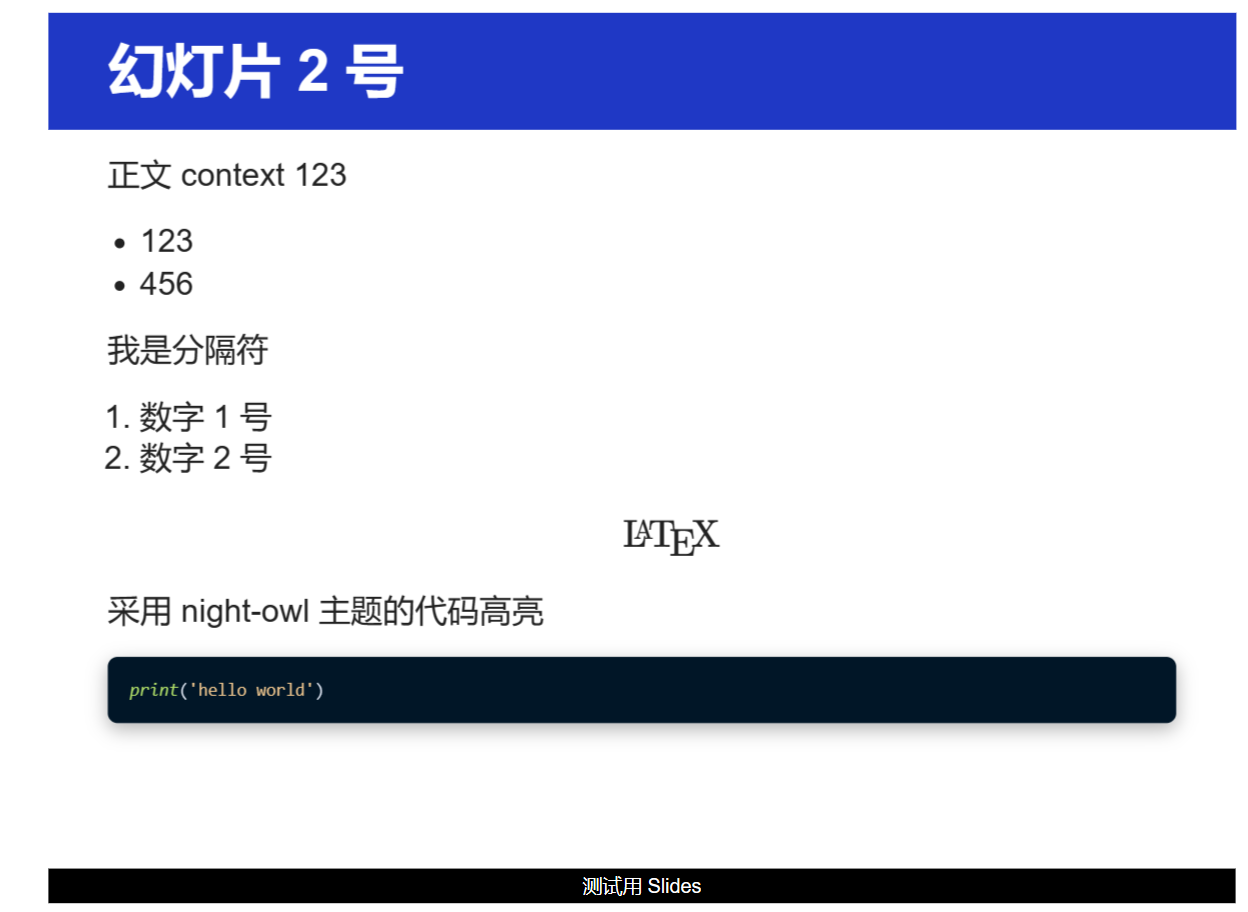 幻灯片 2 号
正文 context 123
• 123
• 456
我是分隔符
1. 数字 1 号
2. 数字 2 号
LATEX
采用 night-owl 主题的代码高亮
print('hello world')
测试用 Slides